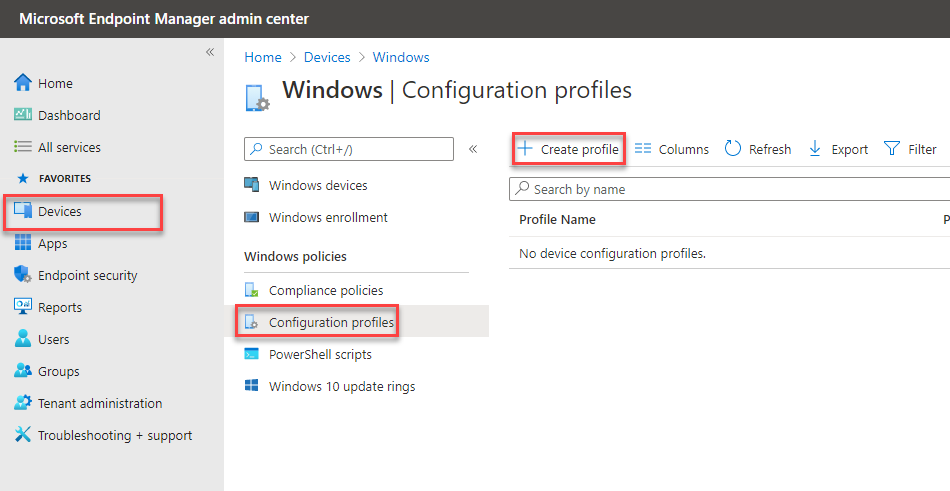 Microsoft Endpoint Manager admin center
«
Home
Dashboard
All services
FAVORITES
Devices
Apps
Endpoint security
Reports
Users
Groups
Tenant administration
Troubleshooting + support
Home > Devices > Windows
Windows | Configuration profiles
Search (Ctrl+/)
«
Windows devices
Windows enrollment
Windows policies
Compliance policies
Configuration profiles
PowerShell scripts
Windows 10 update rings
Create profile Columns Refresh Export Filter
Search by name
Profile Name P
No device configuration profiles.